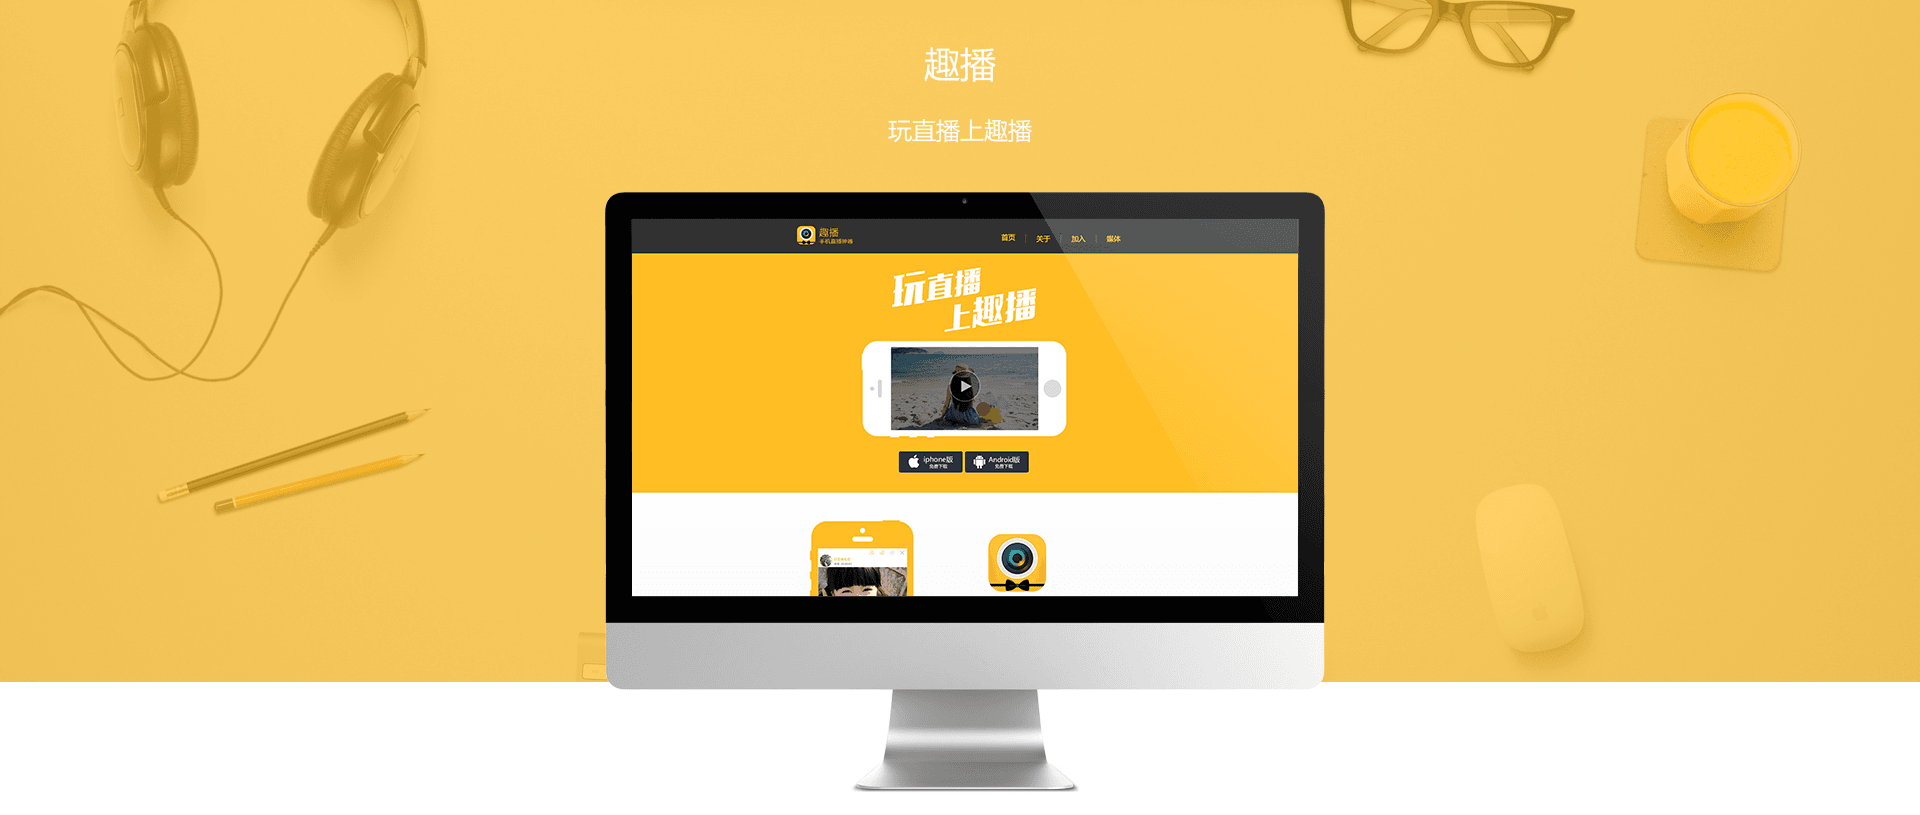 趣播
玩直播上趣播
趣播
手机直播神器
首页 关于 加入 媒体
玩直播
上趣播
iphone版
免费下载
Android版
免费下载